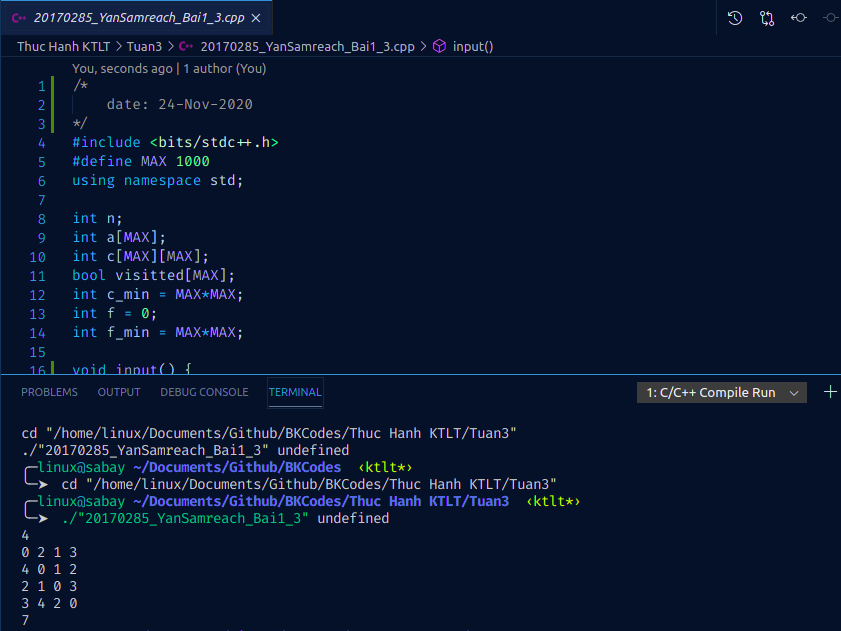 20170285_YanSamreach_Bai1_3.cpp
Thuc Hanh KTLT > Tuan3 > 20170285_YanSamreach_Bai1_3.cpp > input()
You, seconds ago | 1 author (You)
1 /*
2     date: 24-Nov-2020
3 */
4 #include <bits/stdc++.h>
5 #define MAX 1000
6 using namespace std;
7
8 int n;
9 int a[MAX];
10 int c[MAX][MAX];
11 bool visitted[MAX];
12 int c_min = MAX*MAX;
13 int f = 0;
14 int f_min = MAX*MAX;
15
16 void input() {
PROBLEMS OUTPUT DEBUG CONSOLE TERMINAL 1: C/C++ Compile Run
cd "/home/linux/Documents/Github/BKCodes/Thuc Hanh KTLT/Tuan3"
./"20170285_YanSamreach_Bai1_3" undefined
╭─linux@sabay ~/Documents/Github/BKCodes ‹ktlt*›
╰─➤ cd "/home/linux/Documents/Github/BKCodes/Thuc Hanh KTLT/Tuan3"
╭─linux@sabay ~/Documents/Github/BKCodes/Thuc Hanh KTLT/Tuan3 ‹ktlt*›
╰─➤ ./"20170285_YanSamreach_Bai1_3" undefined
4
0 2 1 3
4 0 1 2
2 1 0 3
3 4 2 0
7